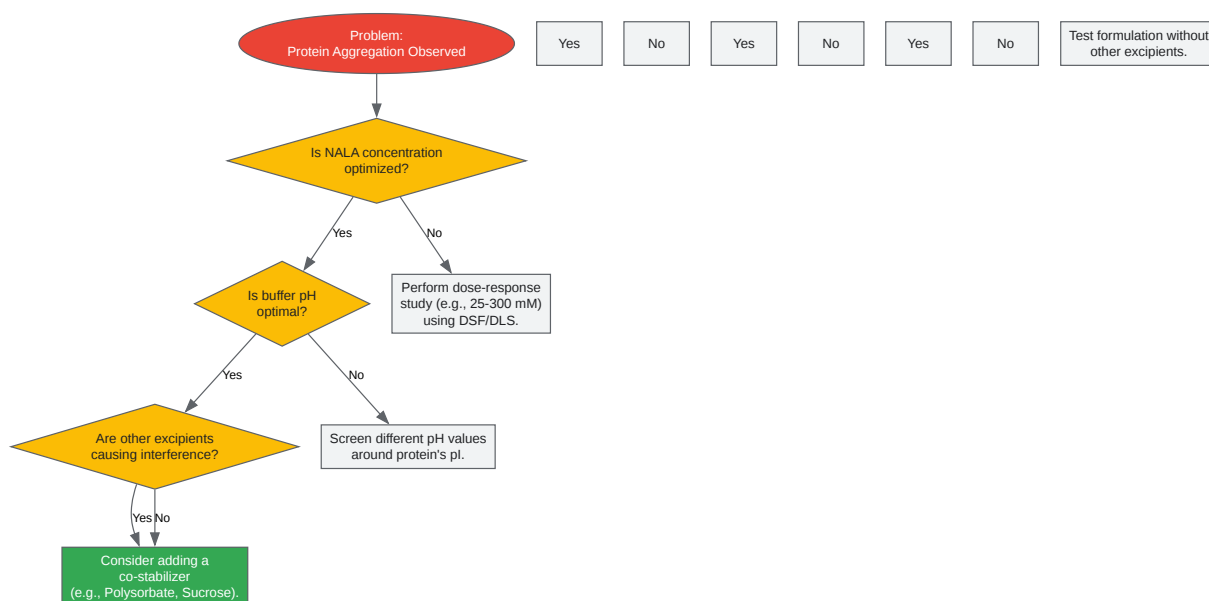 Problem:
Protein Aggregation Observed
Yes
No
Yes
No
Yes
No
Test formulation without
other excipients.
Is NALA concentration
optimized?
Yes
No
Is buffer pH
optimal?
Perform dose-response
study (e.g., 25-300 mM)
using DSF/DLS.
Yes
No
Are other excipients
causing interference?
Screen different pH values
around protein's pI.
Yes
No
Consider adding a
co-stabilizer
(e.g., Polysorbate, Sucrose).